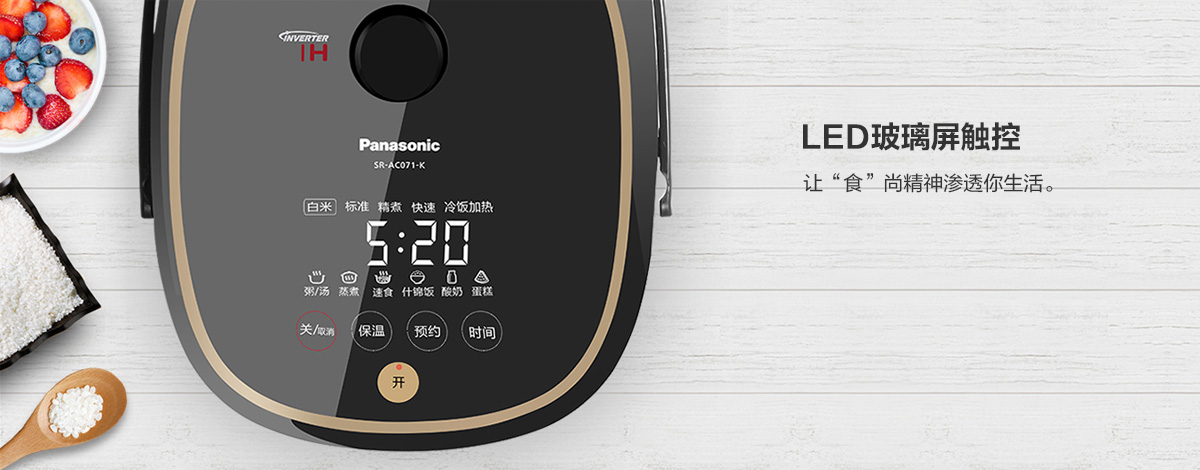 INVERTER
IH
Panasonic
SR-AC071-K
白米 标准 精煮 快速 冷饭加热
5:20
粥/汤 蒸煮 速食 什锦饭 酸奶 蛋糕
关/取消 保温 预约 时间
开
LED玻璃屏触控
让“食”尚精神渗透你生活。